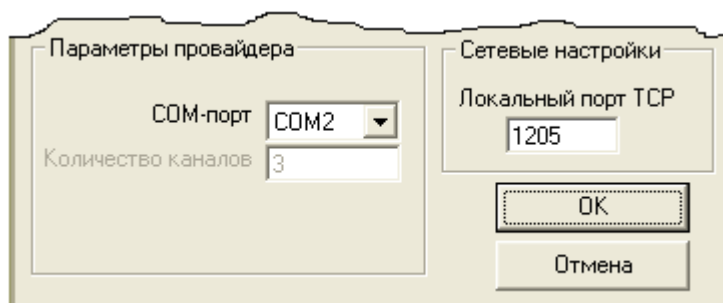 Параметры провайдера
COM-порт COM2
Количество каналов 3
Сетевые настройки
Локальный порт TCP
1205
OK
Отмена